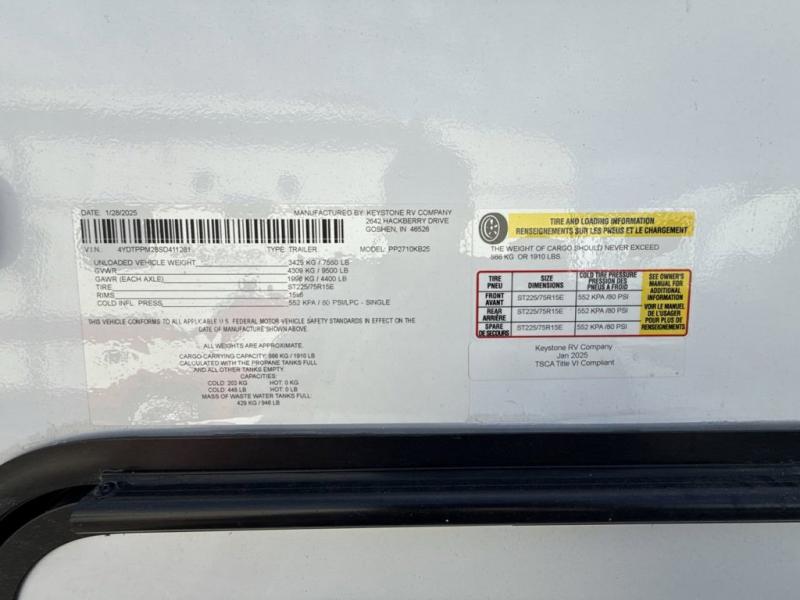 DATE: 1/28/2025 MANUFACTURED BY: KEYSTONE RV COMPANY
2642 HACKBERRY DRIVE
GOSHEN, IN 46526
V.I.N. 4YDTPPM28SD411281 TYPE: TRAILER MODEL: PP2710KB25
UNLOADED VEHICLE WEIGHT 3425 KG / 7550 LB
GVWR 4309 KG / 9500 LB
GAWR (EACH AXLE) 1996 KG / 4400 LB
TIRE ST225/75R15E
RIMS 15x6
COLD INFL. PRESS 552 KPA / 80 PSI/LPC - SINGLE
THIS VEHICLE CONFORMS TO ALL APPLICABLE U.S. FEDERAL MOTOR VEHICLE SAFETY STANDARDS IN EFFECT ON THE
DATE OF MANUFACTURE SHOWN ABOVE.
ALL WEIGHTS ARE APPROXIMATE.
CARGO-CARRYING CAPACITY: 866 KG / 1910 LB
CALCULATED WITH THE PROPANE TANKS FULL
AND ALL OTHER TANKS EMPTY.
CAPACITIES:
COLD: 203 KG HOT: 0 KG
COLD: 448 LB HOT: 0 LB
MASS OF WASTE WATER TANKS FULL:
429 KG / 946 LB
TIRE AND LOADING INFORMATION
RENSEIGNEMENTS SUR LES PNEUS ET LE CHARGEMENT
THE WEIGHT OF CARGO SHOULD NEVER EXCEED
866 KG OR 1910 LBS.
TIRE PNEU SIZE DIMENSIONS COLD TIRE PRESSURE PRESSION DES PNEUS À FROID
FRONT AVANT ST225/75R15E 552 KPA /80 PSI
REAR ARRIÈRE ST225/75R15E 552 KPA /80 PSI
SPARE DE SECOURS ST225/75R15E 552 KPA /80 PSI
SEE OWNER'S
MANUAL FOR
ADDITIONAL
INFORMATION
VOIR LE MANUEL
DE L'USAGER
POUR PLUS DE
RENSEIGNEMENTS
Keystone RV Company
Jan 2025
TSCA Title VI Compliant